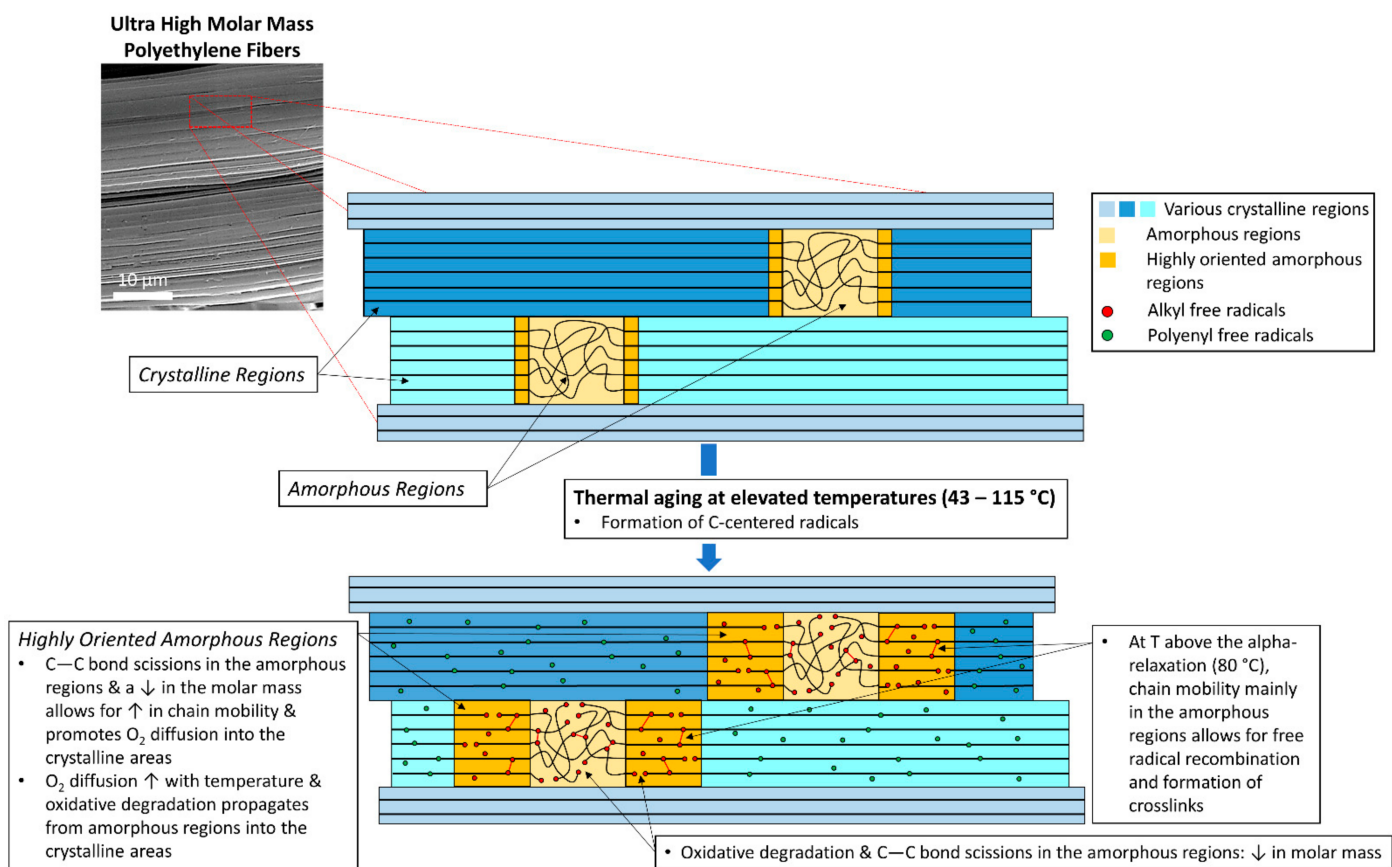 Ultra High Molar Mass
Polyethylene Fibers
10 µm
Various crystalline regions
Amorphous regions
Highly oriented amorphous
regions
Alkyl free radicals
Polyenyl free radicals
Crystalline Regions
Amorphous Regions
Thermal aging at elevated temperatures (43 – 115 °C)
• Formation of C-centered radicals
Highly Oriented Amorphous Regions
• C—C bond scissions in the amorphous
regions & a ↓ in the molar mass
allows for ↑ in chain mobility &
promotes O₂ diffusion into the
crystalline areas
• O₂ diffusion ↑ with temperature &
oxidative degradation propagates
from amorphous regions into the
crystalline areas
• At T above the alpha-
relaxation (80 °C),
chain mobility mainly
in the amorphous
regions allows for free
radical recombination
and formation of
crosslinks
• Oxidative degradation & C—C bond scissions in the amorphous regions: ↓ in molar mass